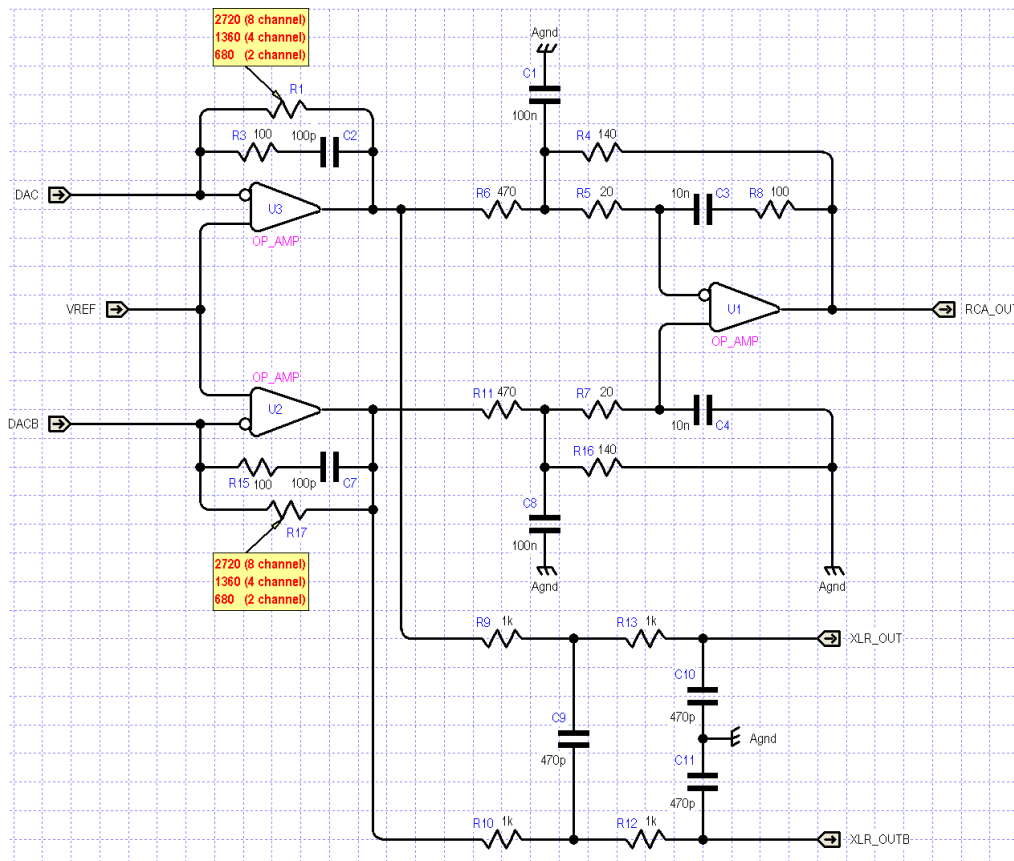 2720 (8 channel)
1360 (4 channel)
680 (2 channel)
Agnd
C1
100n
R1
R3 100
100p C2
R4 140
DAC
U3
OP_AMP
R6 470
R5 20
10n C3
R8 100
VREF
U1
OP_AMP
RCA_OUT
OP_AMP
U2
DACB
R11 470
R7 20
10n C4
R15 100
100p C7
R16 140
R17
C8
100n
Agnd
Agnd
2720 (8 channel)
1360 (4 channel)
680 (2 channel)
R9 1k
R13 1k
XLR_OUT
C10
470p
C9
470p
Agnd
C11
470p
R10 1k
R12 1k
XLR_OUTB